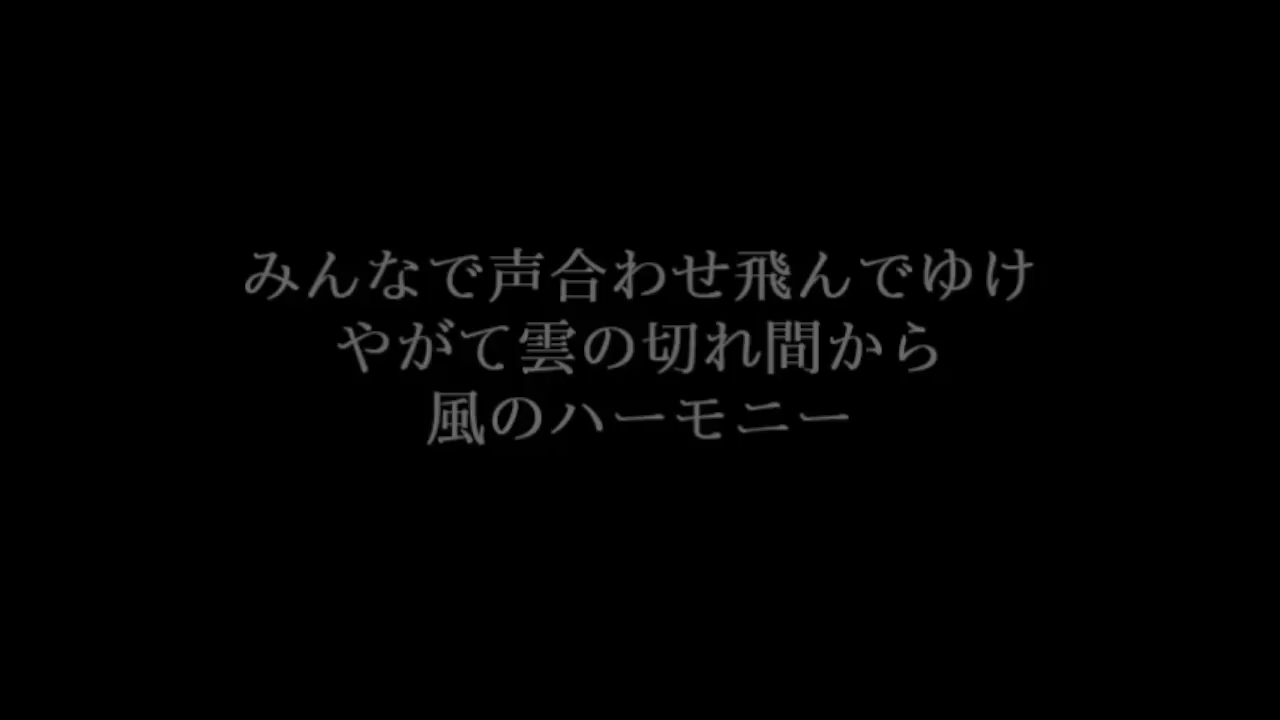 みんなで声合わせ飛んでゆけ
やがて雲の切れ間から
風のハーモニー